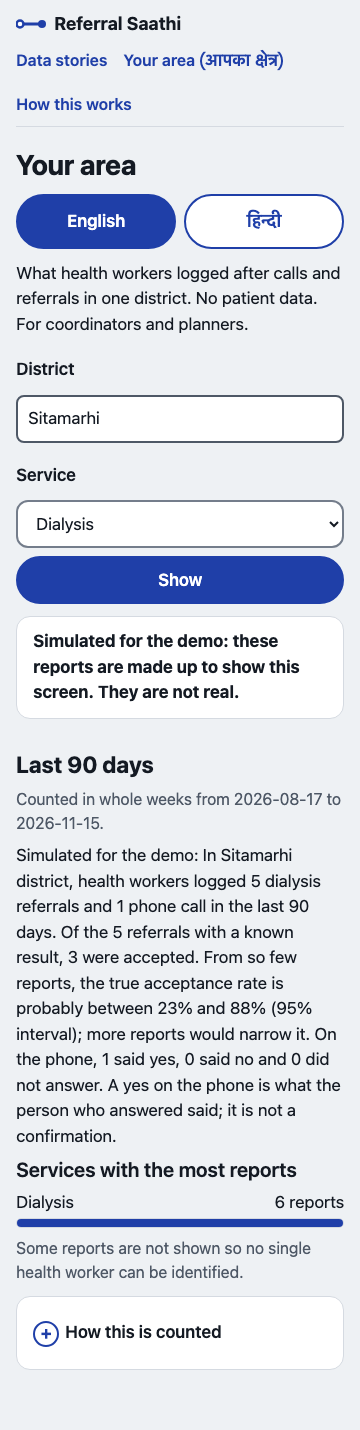 Referral Saathi
Data stories Your area (आपका क्षेत्र)
How this works
Your area
English हिन्दी
What health workers logged after calls and
referrals in one district. No patient data.
For coordinators and planners.
District
Sitamarhi
Service
Dialysis
Show
Simulated for the demo: these
reports are made up to show this
screen. They are not real.
Last 90 days
Counted in whole weeks from 2026-08-17 to
2026-11-15.
Simulated for the demo: In Sitamarhi
district, health workers logged 5 dialysis
referrals and 1 phone call in the last 90
days. Of the 5 referrals with a known
result, 3 were accepted. From so few
reports, the true acceptance rate is
probably between 23% and 88% (95%
interval); more reports would narrow it. On
the phone, 1 said yes, 0 said no and 0 did
not answer. A yes on the phone is what the
person who answered said; it is not a
confirmation.
Services with the most reports
Dialysis 6 reports
Some reports are not shown so no single
health worker can be identified.
How this is counted